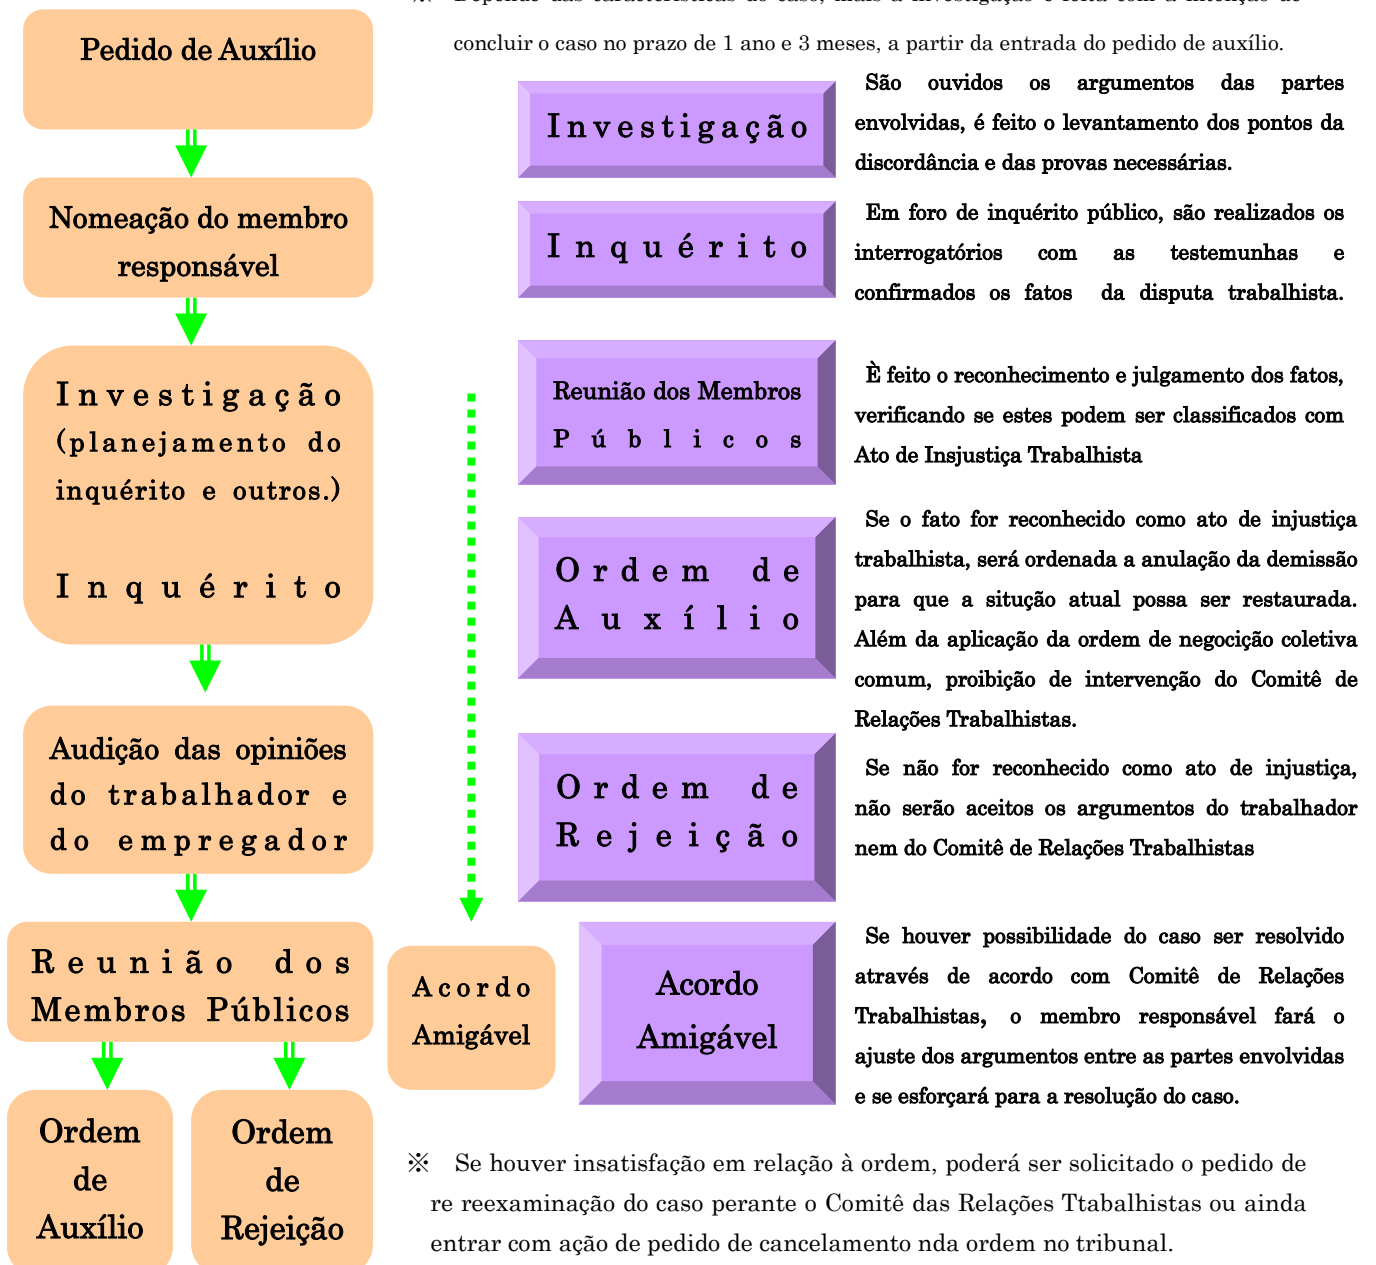 ※ Depende das características do caso, mais a investigação é feita com a intenção de
concluir o caso no prazo de 1 ano e 3 meses, a partir da entrada do pedido de auxílio.
Pedido de Auxílio
Nomeação do membro
responsável
Investigação
(planejamento do
inquérito e outros.)
Inquérito
Audição das opiniões
do trabalhador e
do empregador
Reunião dos
Membros Públicos
Ordem
de
Auxílio
Ordem
de
Rejeição
Acordo
Amigável
Investigação
São ouvidos os argumentos das partes
envolvidas, é feito o levantamento dos pontos da
discordância e das provas necessárias.
Inquérito
Em foro de inquérito público, são realizados os
interrogatórios com as testemunhas e
confirmados os fatos da disputa trabalhista.
Reunião dos Membros
Públicos
È feito o reconhecimento e julgamento dos fatos,
verificando se estes podem ser classificados com
Ato de Insjustiça Trabalhista
Ordem de
Auxílio
Se o fato for reconhecido como ato de injustiça
trabalhista, será ordenada a anulação da demissão
para que a situção atual possa ser restaurada.
Além da aplicação da ordem de negocição coletiva
comum, proibição de intervenção do Comitê de
Relações Trabalhistas.
Ordem de
Rejeição
Se não for reconhecido como ato de injustiça,
não serão aceitos os argumentos do trabalhador
nem do Comitê de Relações Trabalhistas
Acordo
Amigável
Se houver possibilidade do caso ser resolvido
através de acordo com Comitê de Relações
Trabalhistas, o membro responsável fará o
ajuste dos argumentos entre as partes envolvidas
e se esforçará para a resolução do caso.
※ Se houver insatisfação em relação à ordem, poderá ser solicitado o pedido de
re reexaminação do caso perante o Comitê das Relações Ttabalhistas ou ainda
entrar com ação de pedido de cancelamento nda ordem no tribunal.